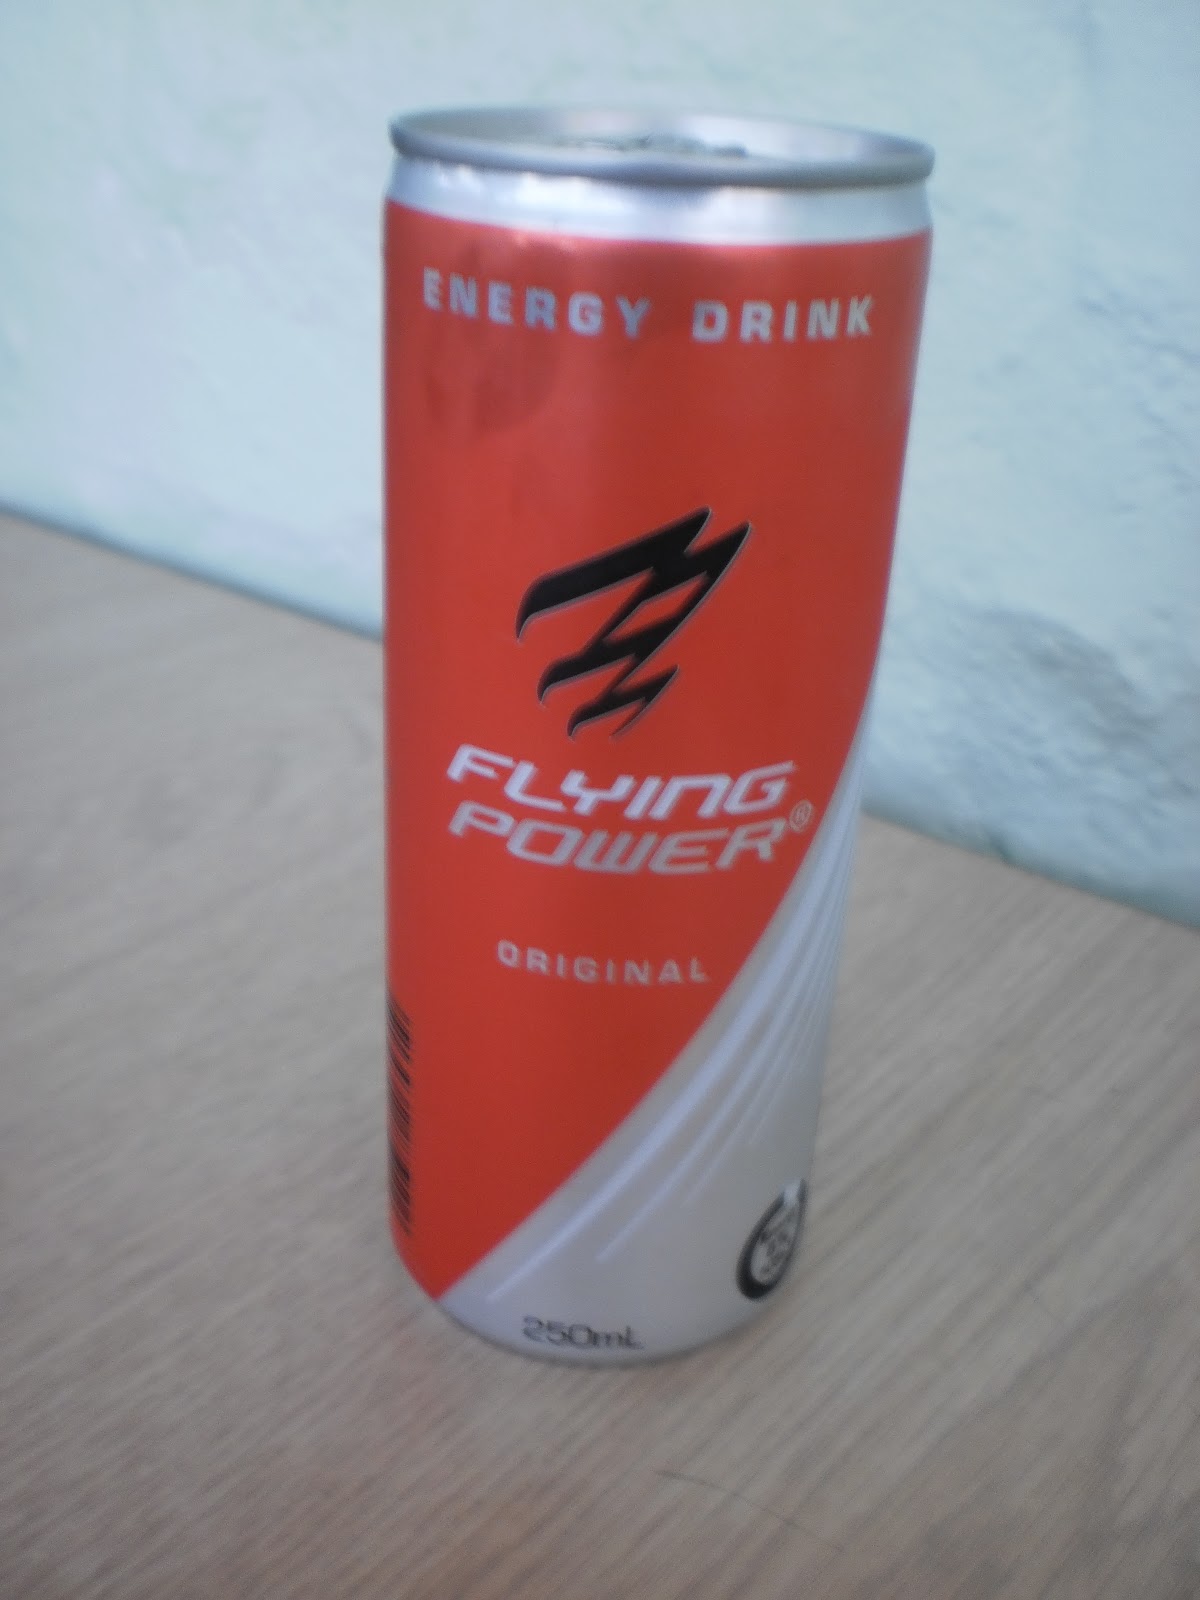 ENERGY DRINK
FLYING
POWER®
ORIGINAL
250mL